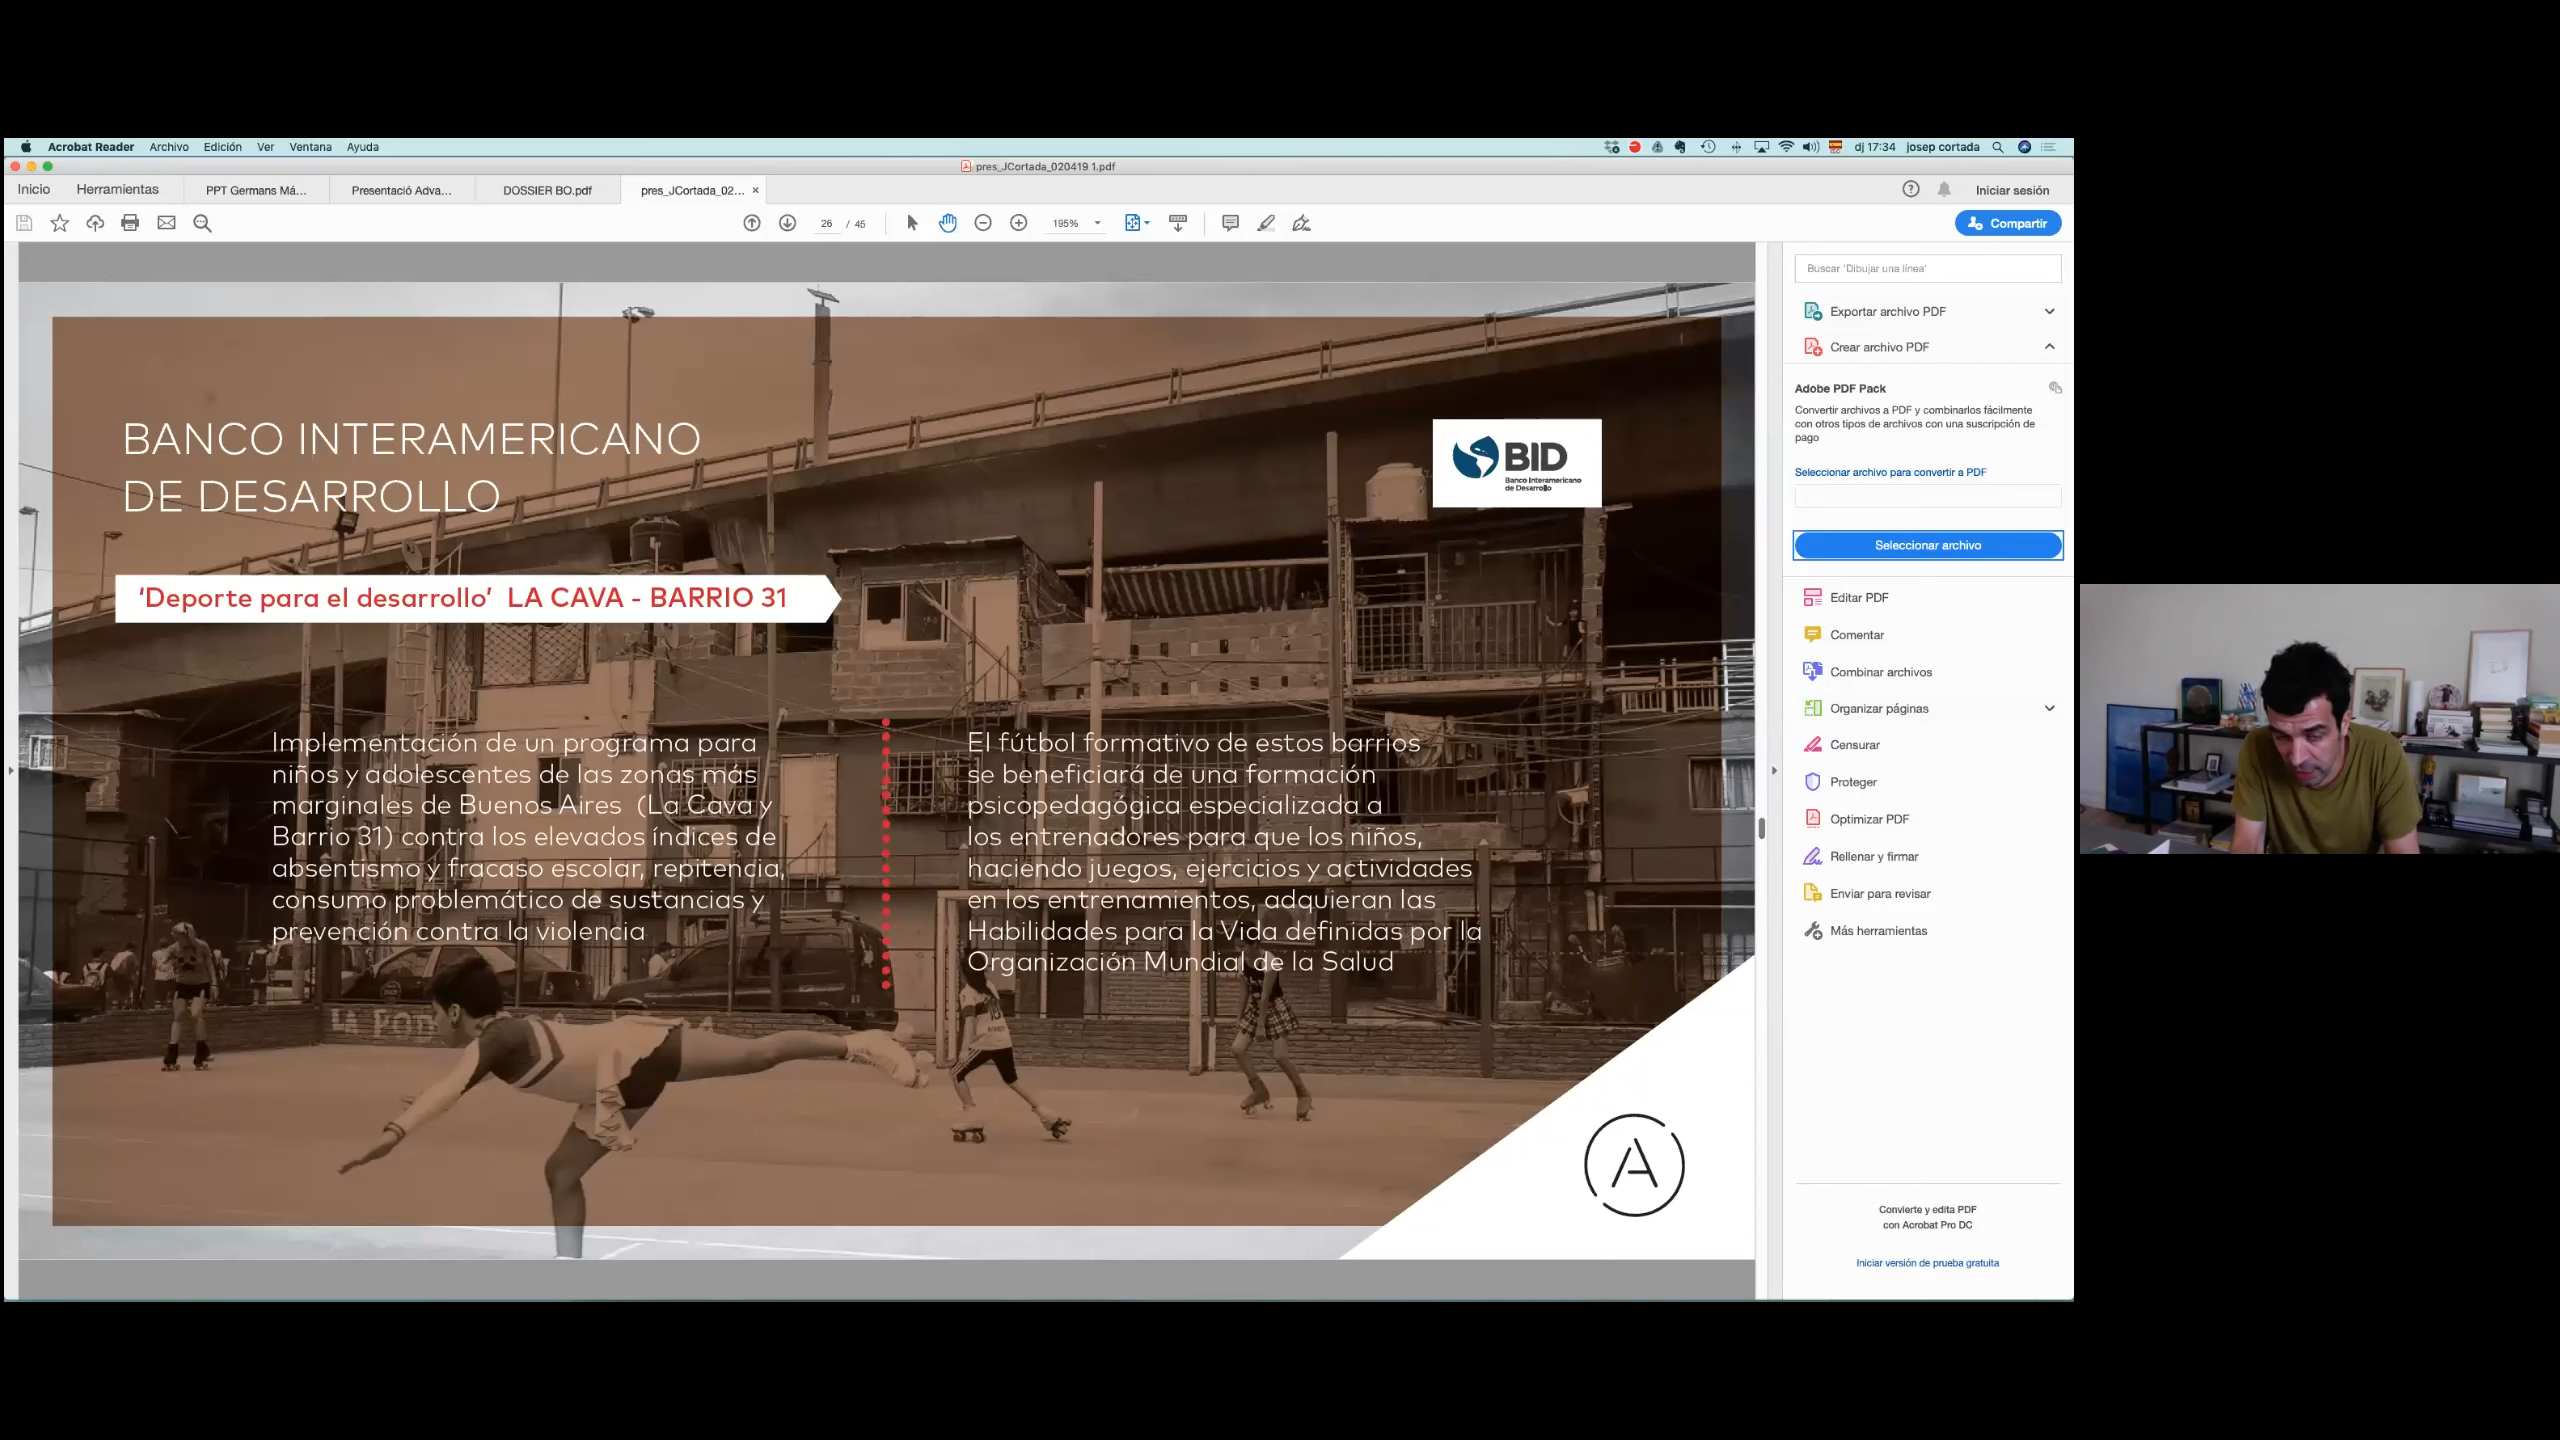 Acrobat Reader Archivo Edición Ver Ventana Ayuda
dj 17:34 josep cortada
pres_JCortada_020419 1.pdf
Inicio Herramientas PPT Germans Má... Presentació Adva... DOSSIER BO.pdf pres_JCortada_02... × Iniciar sesión
26 / 45 195% Compartir
BANCO INTERAMERICANO
DE DESARROLLO
BID
Banco Interamericano
de Desarrollo
'Deporte para el desarrollo' LA CAVA - BARRIO 31
Implementación de un programa para
niños y adolescentes de las zonas más
marginales de Buenos Aires (La Cava y
Barrio 31) contra los elevados índices de
absentismo y fracaso escolar, repitencia,
consumo problemático de sustancias y
prevención contra la violencia
El fútbol formativo de estos barrios
se beneficiará de una formación
psicopedagógica especializada a
los entrenadores para que los niños,
haciendo juegos, ejercicios y actividades
en los entrenamientos, adquieran las
Habilidades para la Vida definidas por la
Organización Mundial de la Salud
A
Buscar 'Dibujar una línea'
Exportar archivo PDF
Crear archivo PDF
Adobe PDF Pack
Convertir archivos a PDF y combinarlos fácilmente
con otros tipos de archivos con una suscripción de
pago
Seleccionar archivo para convertir a PDF
Seleccionar archivo
Editar PDF
Comentar
Combinar archivos
Organizar páginas
Censurar
Proteger
Optimizar PDF
Rellenar y firmar
Enviar para revisar
Más herramientas
Convierte y edita PDF
con Acrobat Pro DC
Iniciar versión de prueba gratuita